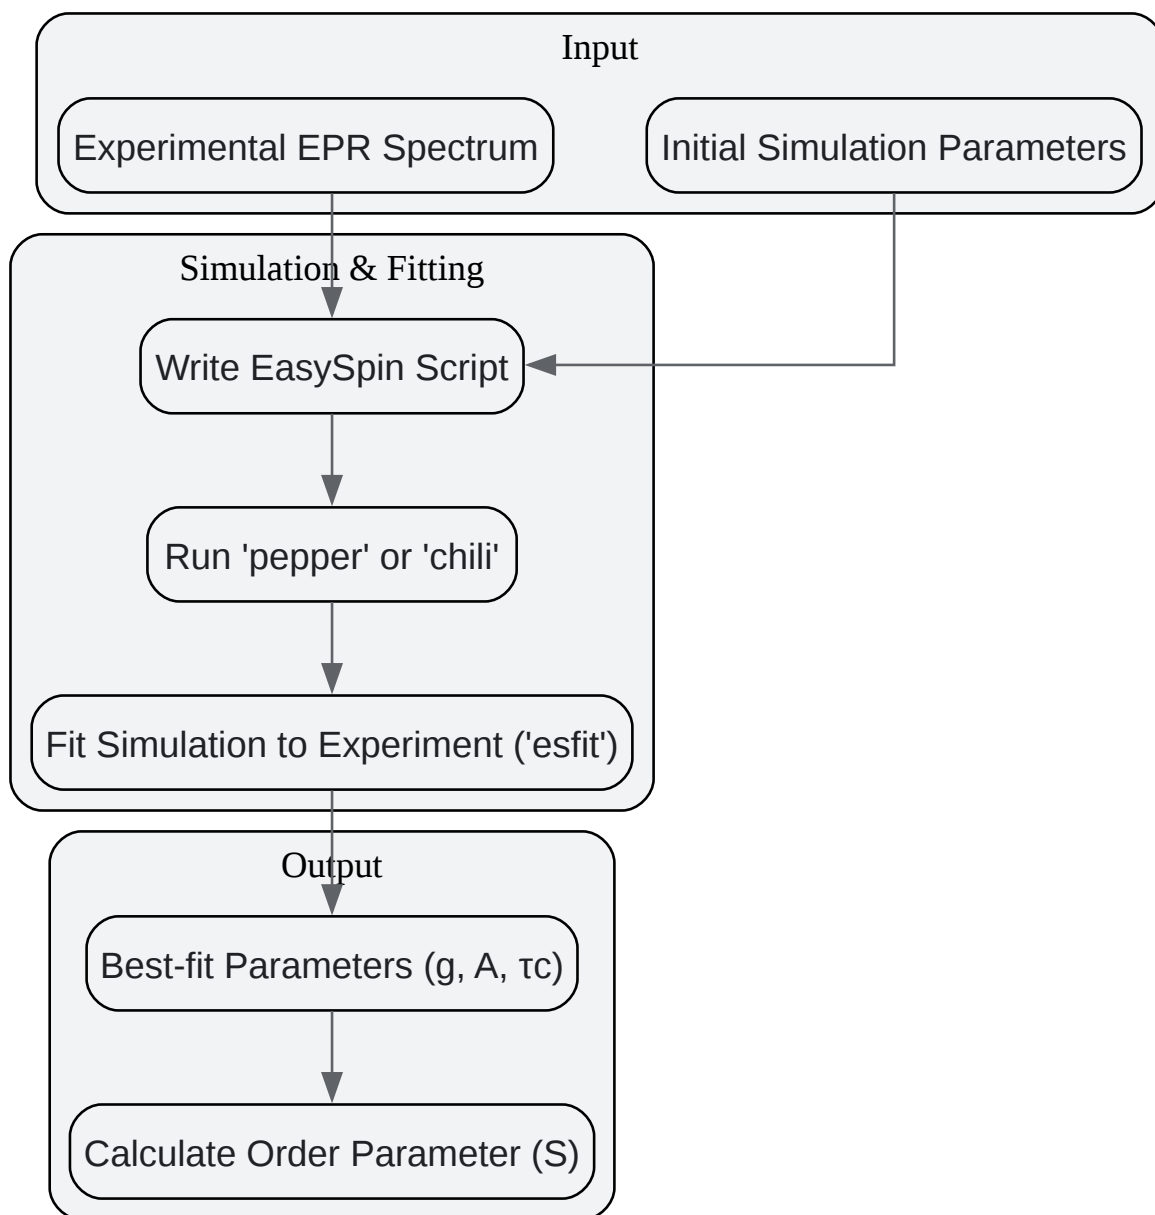 Input
Experimental EPR Spectrum
Initial Simulation Parameters
Simulation & Fitting
Write EasySpin Script
Run 'pepper' or 'chili'
Fit Simulation to Experiment ('esfit')
Output
Best-fit Parameters (g, A, τc)
Calculate Order Parameter (S)